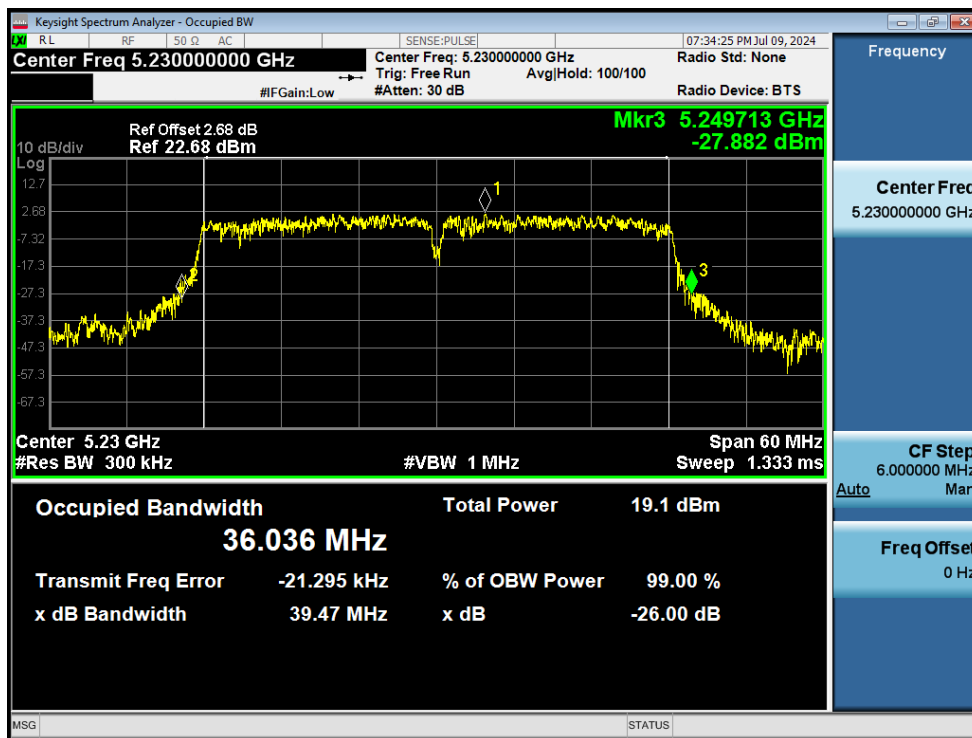 Keysight Spectrum Analyzer - Occupied BW
LXI RL RF 50 Ω AC SENSE:PULSE 07:34:25 PM Jul 09, 2024
Center Freq 5.230000000 GHz
Center Freq: 5.230000000 GHz
Radio Std: None
Trig: Free Run Avg|Hold: 100/100
#IFGain:Low #Atten: 30 dB
Radio Device: BTS
Mkr3 5.249713 GHz
-27.882 dBm
Ref Offset 2.68 dB
10 dB/div Ref 22.68 dBm
Log
12.7
2.68
-7.32
-17.3
-27.3
-37.3
-47.3
-57.3
-67.3
1
2
3
Center 5.23 GHz Span 60 MHz
#Res BW 300 kHz #VBW 1 MHz Sweep 1.333 ms
Occupied Bandwidth
36.036 MHz
Total Power 19.1 dBm
Transmit Freq Error -21.295 kHz % of OBW Power 99.00 %
x dB Bandwidth 39.47 MHz x dB -26.00 dB
MSG STATUS
Frequency
Center Freq
5.230000000 GHz
CF Step
6.000000 MHz
Auto Man
Freq Offset
0 Hz